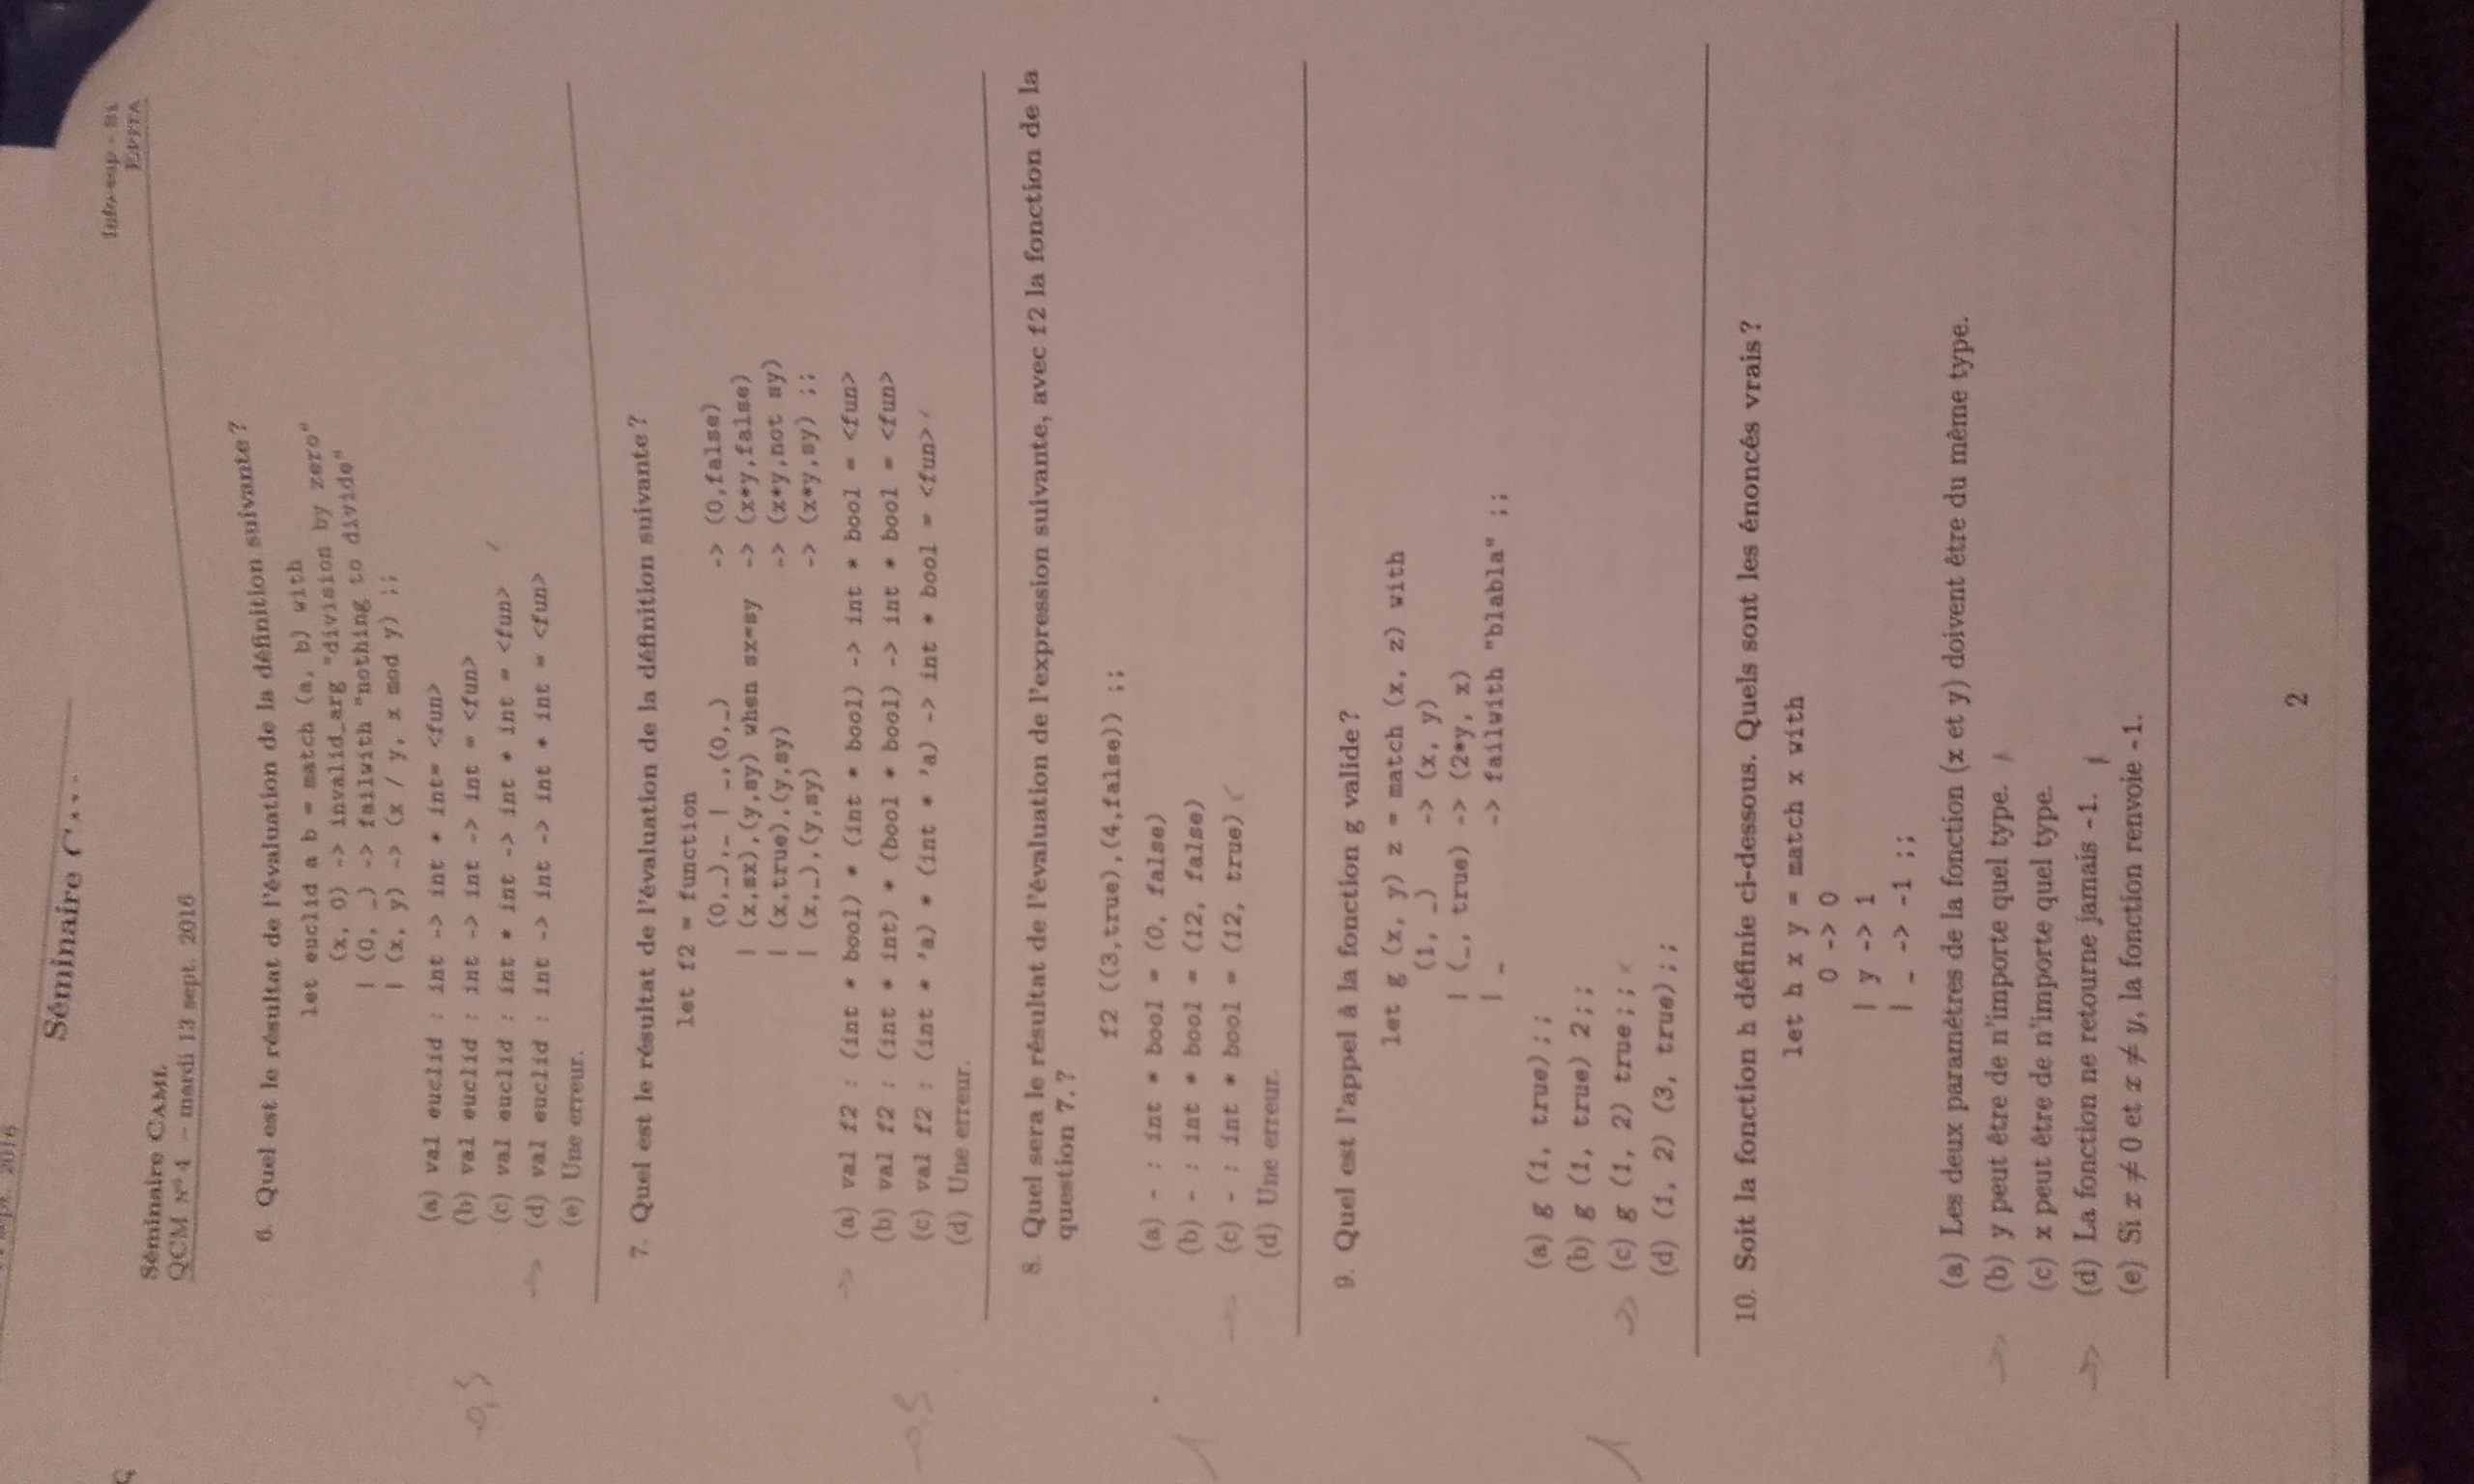 sept. 2016
Séminaire
Info-sup - S1
EPITA
Séminaire CAML
QCM N° 4 – mardi 13 sept. 2016
6. Quel est le résultat de l'évaluation de la définition suivante ?
let euclid a b = match (a, b) with
(x, 0) -> invalid_arg "division by zero"
| (0, _) -> failwith "nothing to divide"
| (x, y) -> (x / y, x mod y) ;;
(a) val euclid : int -> int * int= <fun>
-0,5
(b) val euclid : int -> int -> int = <fun>
(c) val euclid : int * int -> int * int = <fun>
(d) val euclid : int -> int -> int * int = <fun>
(e) Une erreur.
7. Quel est le résultat de l'évaluation de la définition suivante ?
let f2 = function
(0,_),_ | _,(0,_) -> (0,false)
| (x,sx),(y,sy) when sx=sy -> (x*y,false)
| (x,true),(y,sy) -> (x*y,not sy)
| (x,_),(y,sy) -> (x*y,sy) ;;
(a) val f2 : (int * bool) * (int * bool) -> int * bool = <fun>
(b) val f2 : (int * int) * (bool * bool) -> int * bool = <fun>
-0,5
(c) val f2 : (int * 'a) * (int * 'a) -> int * bool = <fun>
(d) Une erreur.
8. Quel sera le résultat de l'évaluation de l'expression suivante, avec f2 la fonction de la
question 7. ?
f2 ((3,true),(4,false)) ;;
(a) - : int * bool = (0, false)
(b) - : int * bool = (12, false)
1
(c) - : int * bool = (12, true)
(d) Une erreur.
9. Quel est l'appel à la fonction g valide ?
let g (x, y) z = match (x, z) with
(1, _) -> (x, y)
| (_, true) -> (2*y, x)
| _ -> failwith "blabla" ;;
(a) g (1, true);;
(b) g (1, true) 2;;
1
(c) g (1, 2) true;;
(d) (1, 2) (3, true);;
10. Soit la fonction h définie ci-dessous. Quels sont les énoncés vrais ?
let h x y = match x with
0 -> 0
| y -> 1
| _ -> -1 ;;
(a) Les deux paramètres de la fonction (x et y) doivent être du même type.
(b) y peut être de n'importe quel type.
(c) x peut être de n'importe quel type.
(d) La fonction ne retourne jamais -1.
(e) Si x ≠ 0 et x ≠ y, la fonction renvoie -1.
2